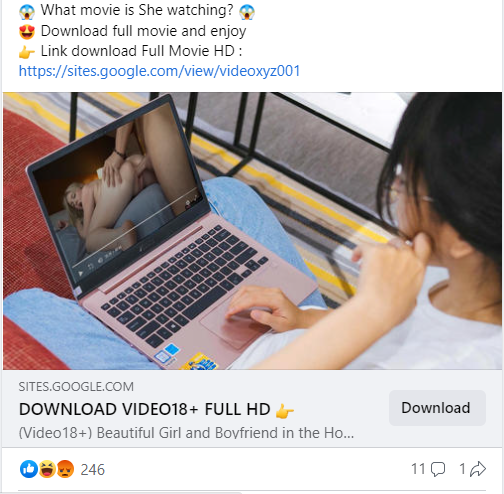 😱 What movie is She watching? 😱
😍 Download full movie and enjoy
👉 Link download Full Movie HD :
https://sites.google.com/view/videoxyz001
SITES.GOOGLE.COM
DOWNLOAD VIDEO18+ FULL HD 👉
Download
(Video18+) Beautiful Girl and Boyfriend in the Ho...
246
11
1